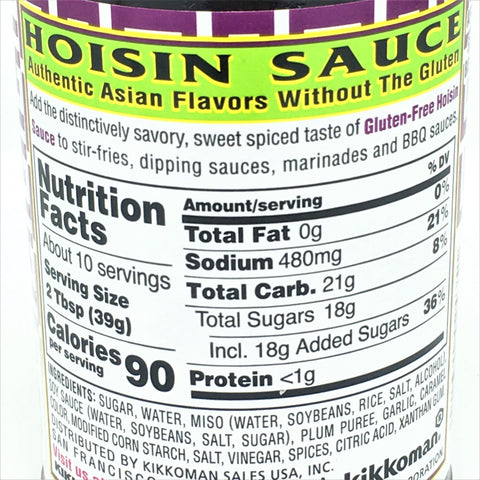 HOISIN SAUCE
Authentic Asian Flavors Without The Gluten
Add the distinctively savory, sweet spiced taste of Gluten-Free Hoisin
Sauce to stir-fries, dipping sauces, marinades and BBQ sauces.
Nutrition
Facts
About 10 servings
Serving Size
2 Tbsp (39g)
Calories
per serving
90
Amount/serving % DV
Total Fat 0g 0%
Sodium 480mg 21%
Total Carb. 21g 8%
Total Sugars 18g
Incl. 18g Added Sugars 36%
Protein <1g
INGREDIENTS: SUGAR, WATER, MISO (WATER, SOYBEANS, RICE, SALT, ALCOHOL),
SOY SAUCE (WATER, SOYBEANS, SALT, SUGAR), PLUM PUREE, GARLIC, CARAMEL
COLOR, MODIFIED CORN STARCH, SALT, VINEGAR, SPICES, CITRIC ACID, XANTHAN GUM.
DISTRIBUTED BY KIKKOMAN SALES USA, INC.
SAN FRANCISCO
Visit us
kikkoman®